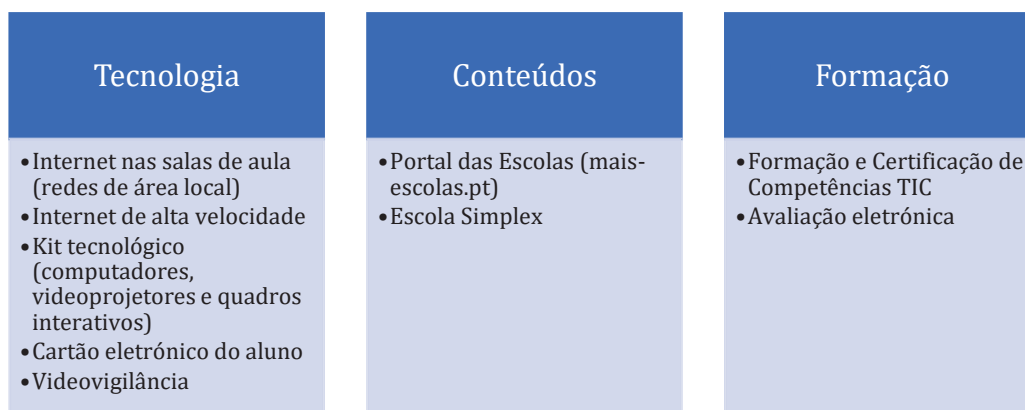 Tecnologia
•Internet nas salas de aula
(redes de área local)
•Internet de alta velocidade
•Kit tecnológico
(computadores,
videoprojetores e quadros
interativos)
•Cartão eletrónico do aluno
•Videovigilância
Conteúdos
•Portal das Escolas (mais-
escolas.pt)
•Escola Simplex
Formação
•Formação e Certificação de
Competências TIC
•Avaliação eletrónica